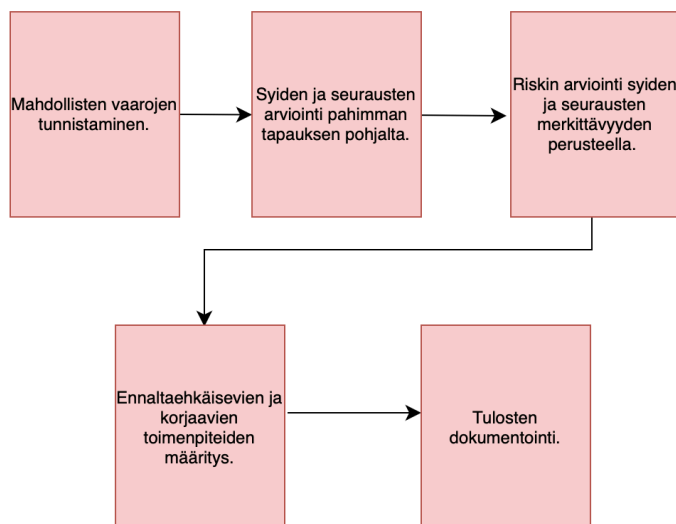 Mahdollisten vaarojen
tunnistaminen.
Syiden ja seurausten
arviointi pahimman
tapauksen pohjalta.
Riskin arviointi syiden
ja seurausten
merkittävyyden
perusteella.
Ennaltaehkäisevien ja
korjaavien
toimenpiteiden
määritys.
Tulosten
dokumentointi.